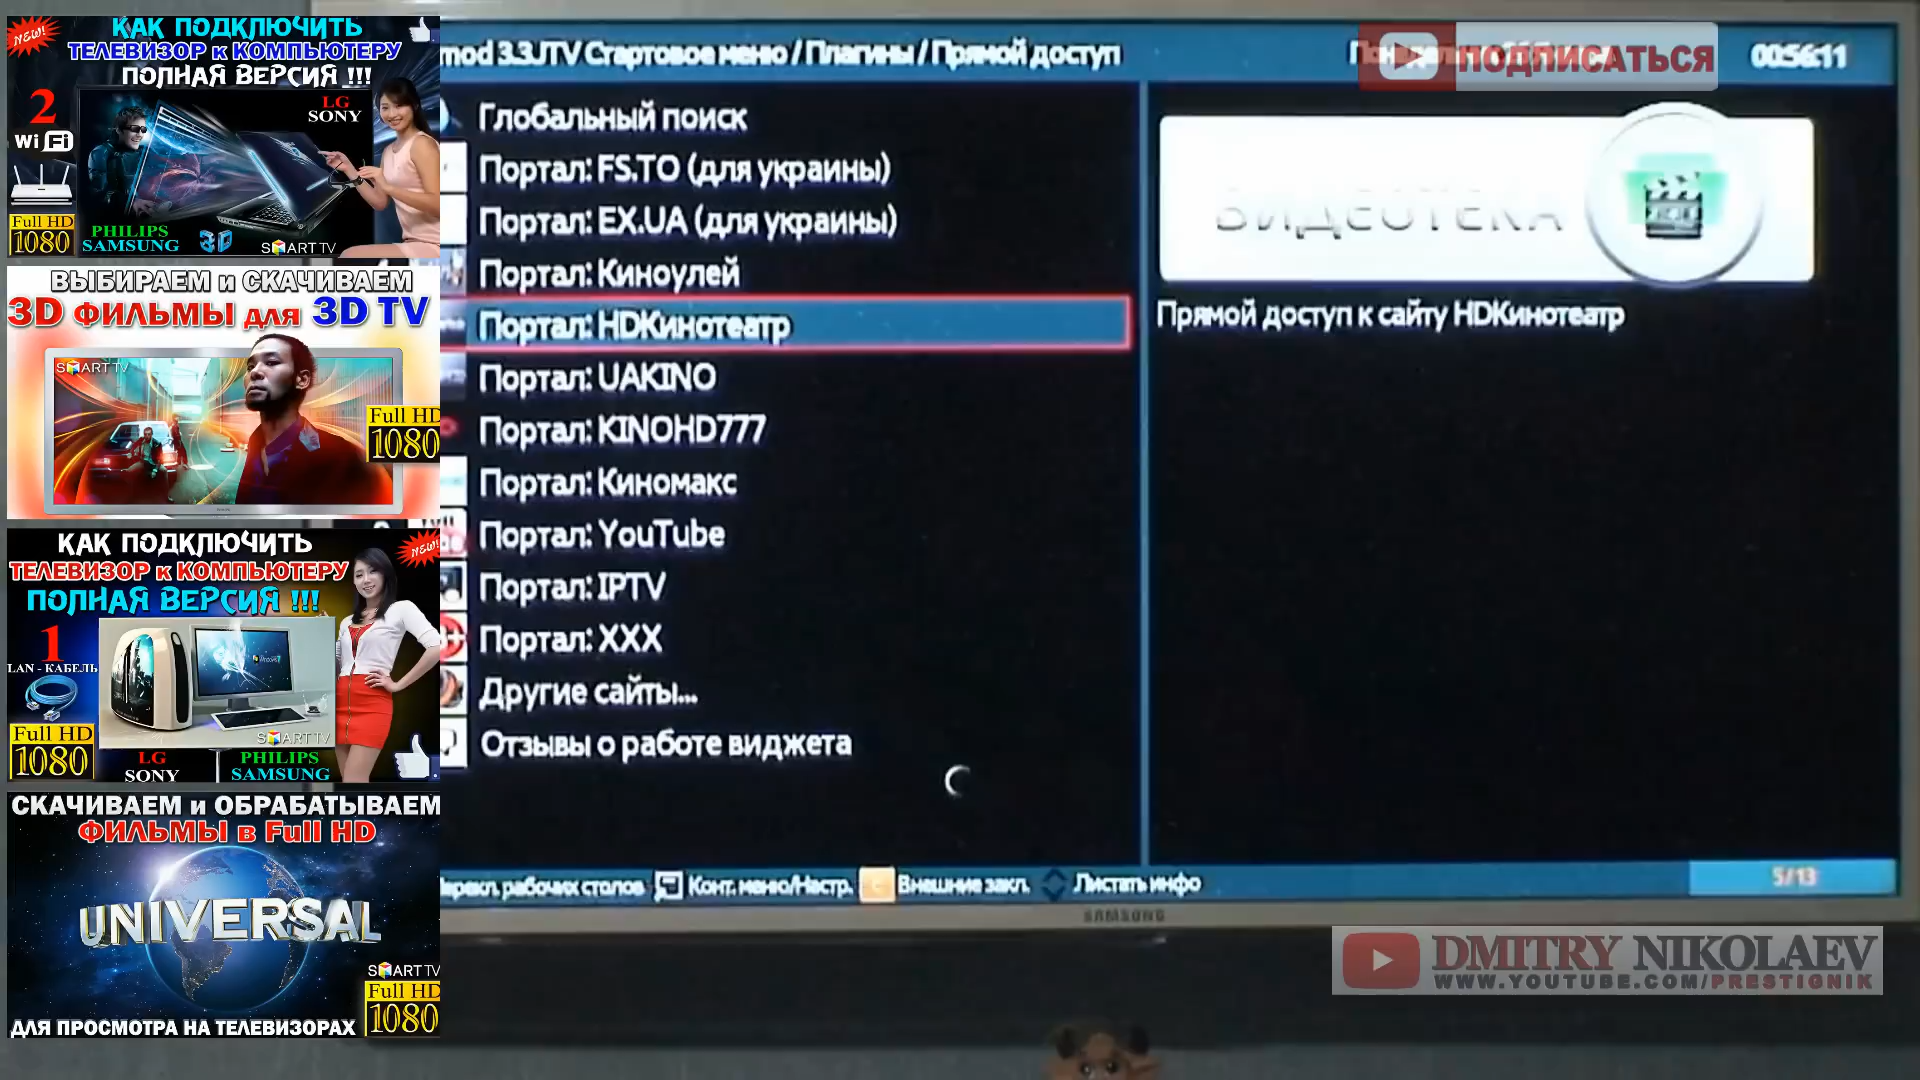 NEW!
КАК ПОДКЛЮЧИТЬ
ТЕЛЕВИЗОР к КОМПЬЮТЕРУ
ПОЛНАЯ ВЕРСИЯ !!!
2
LG
SONY
WiFi
Full HD
1080
PHILIPS
SAMSUNG
3D
SMART TV
ВЫБИРАЕМ и СКАЧИВАЕМ
3D ФИЛЬМЫ для 3D TV
SMART TV
Full HD
1080
КАК ПОДКЛЮЧИТЬ
NEW!
ТЕЛЕВИЗОР к КОМПЬЮТЕРУ
ПОЛНАЯ ВЕРСИЯ !!!
1
LAN - КАБЕЛЬ
Full HD
1080
SMART TV
LG
SONY
PHILIPS
SAMSUNG
СКАЧИВАЕМ и ОБРАБАТЫВАЕМ
ФИЛЬМЫ в Full HD
UNIVERSAL
SMART TV
Full HD
1080
ДЛЯ ПРОСМОТРА НА ТЕЛЕВИЗОРАХ
mod 3.3 JTV Стартовое меню / Плагины / Прямой доступ
ПОДПИСАТЬСЯ
00:56:11
Глобальный поиск
Портал: FS.TO (для украины)
Портал: EX.UA (для украины)
Портал: Киноулей
Портал: HDКинотеатр
Портал: UAKINO
Портал: KINOHD777
Портал: Киномакс
Портал: YouTube
Портал: IPTV
Портал: XXX
Другие сайты...
Отзывы о работе виджета
ВИДЕОТЕКА
Прямой доступ к сайту HDКинотеатр
рабочих столов
Конт. меню/Настр.
Внешние закл.
Листать инфо
5/13
SAMSUNG
DMITRY NIKOLAEV
WWW.YOUTUBE.COM/PRESTIGNIK